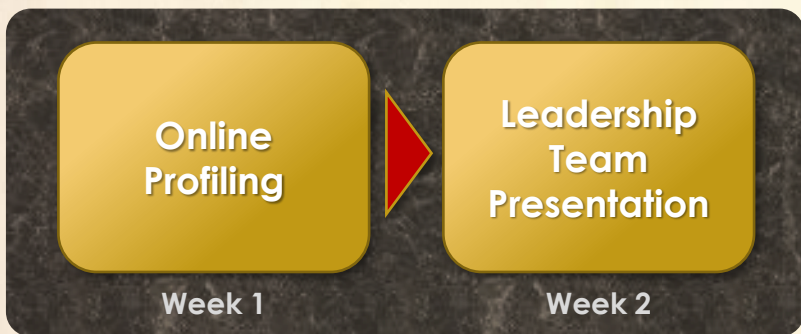 Online
Profiling
Leadership
Team
Presentation
Week 1
Week 2